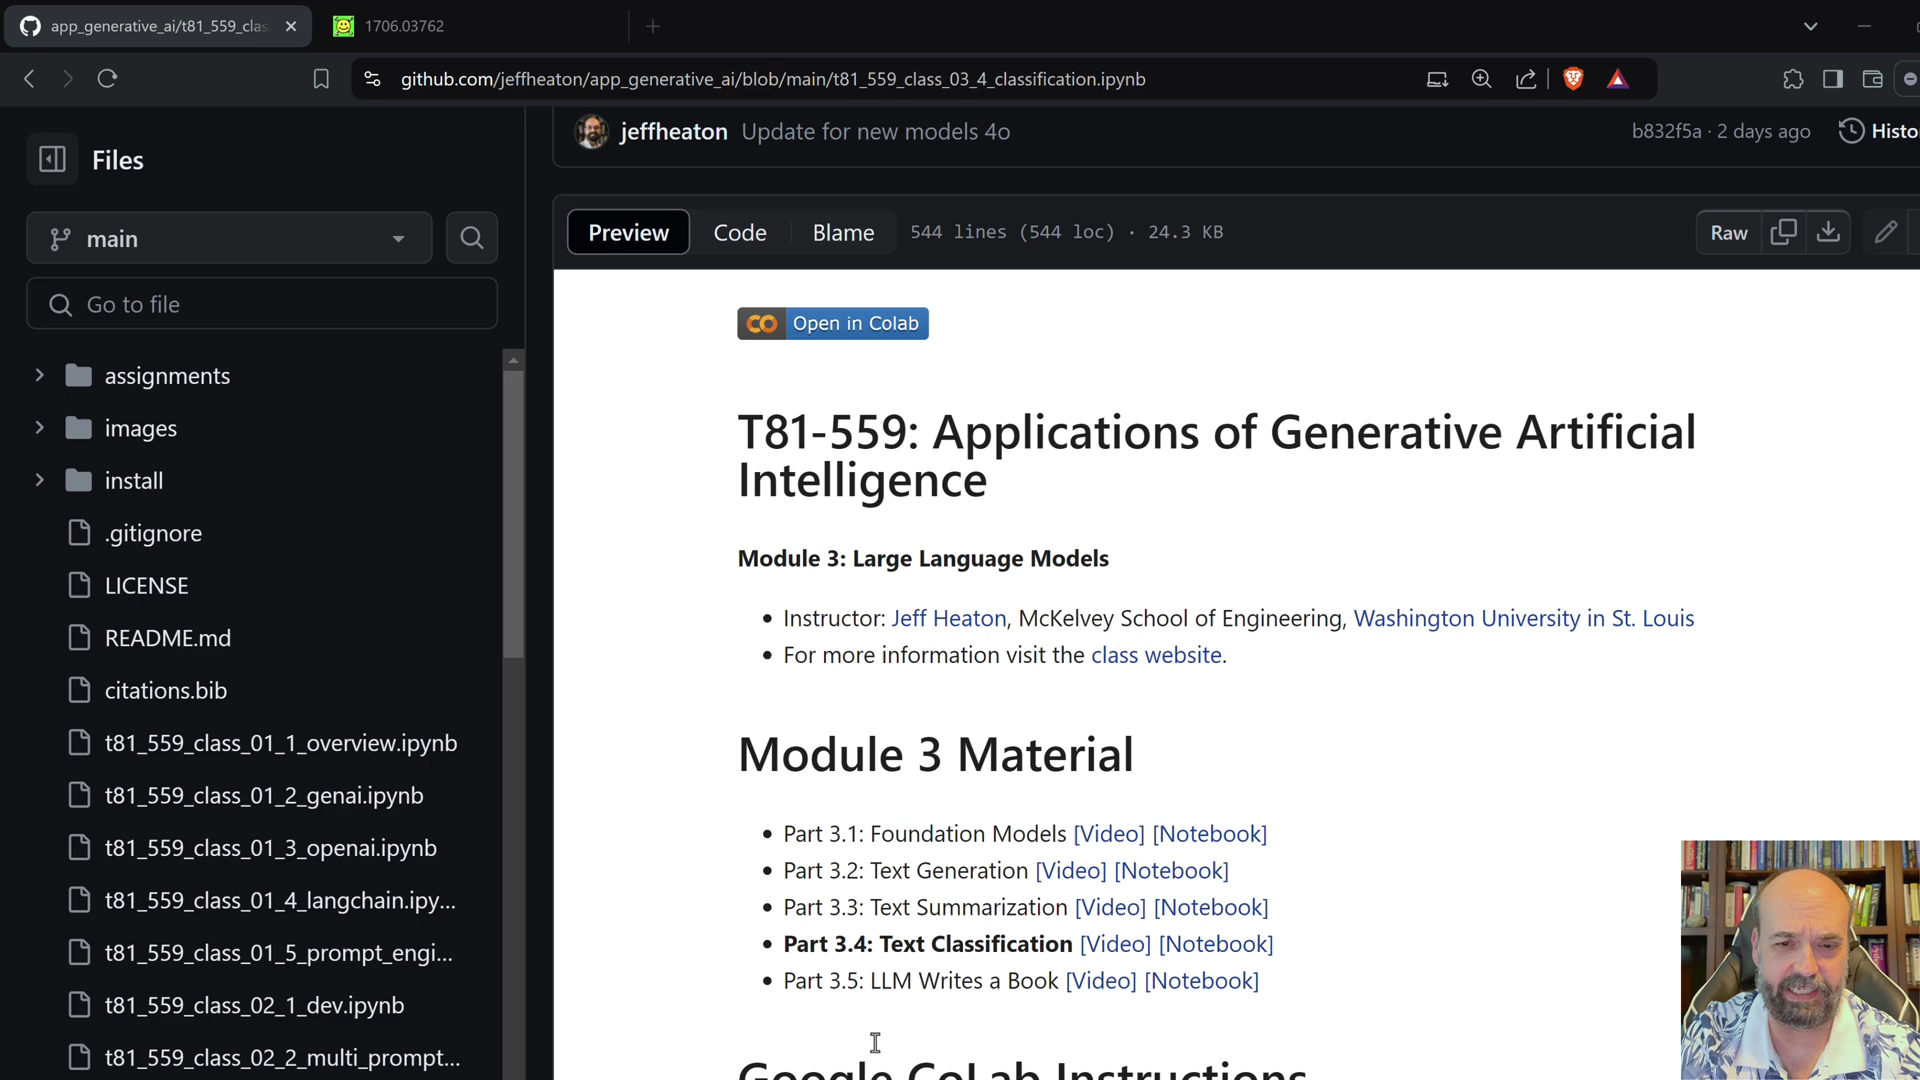 app_generative_ai/t81_559_clas
1706.03762
github.com/jeffheaton/app_generative_ai/blob/main/t81_559_class_03_4_classification.ipynb
Files
main
Go to file
assignments
images
install
.gitignore
LICENSE
README.md
citations.bib
t81_559_class_01_1_overview.ipynb
t81_559_class_01_2_genai.ipynb
t81_559_class_01_3_openai.ipynb
t81_559_class_01_4_langchain.ipy...
t81_559_class_01_5_prompt_engi...
t81_559_class_02_1_dev.ipynb
t81_559_class_02_2_multi_prompt...
jeffheaton Update for new models 4o
b832f5a · 2 days ago
Histo
Preview Code Blame 544 lines (544 loc) · 24.3 KB
Raw
Open in Colab
T81-559: Applications of Generative Artificial
Intelligence
Module 3: Large Language Models
• Instructor: Jeff Heaton, McKelvey School of Engineering, Washington University in St. Louis
• For more information visit the class website.
Module 3 Material
• Part 3.1: Foundation Models [Video] [Notebook]
• Part 3.2: Text Generation [Video] [Notebook]
• Part 3.3: Text Summarization [Video] [Notebook]
• Part 3.4: Text Classification [Video] [Notebook]
• Part 3.5: LLM Writes a Book [Video] [Notebook]
Google CoLab Instructions